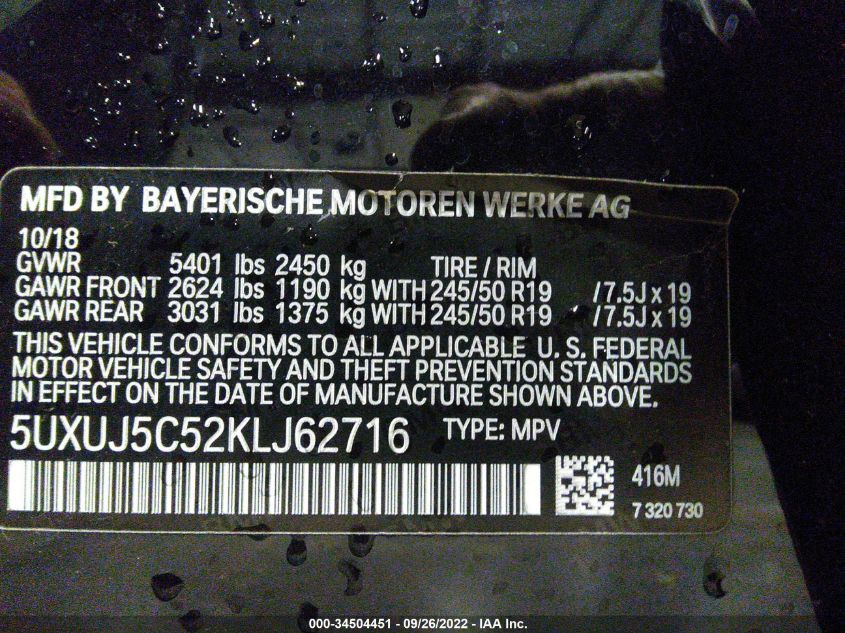 MFD BY BAYERISCHE MOTOREN WERKE AG
10/18
GVWR 5401 lbs 2450 kg TIRE / RIM
GAWR FRONT 2624 lbs 1190 kg WITH 245/50 R19 / 7.5J x 19
GAWR REAR 3031 lbs 1375 kg WITH 245/50 R19 / 7.5J x 19
THIS VEHICLE CONFORMS TO ALL APPLICABLE U. S. FEDERAL
MOTOR VEHICLE SAFETY AND THEFT PREVENTION STANDARDS
IN EFFECT ON THE DATE OF MANUFACTURE SHOWN ABOVE.
5UXUJ5C52KLJ62716 TYPE: MPV
416M
7 320 730
000-34504451 - 09/26/2022 - IAA Inc.